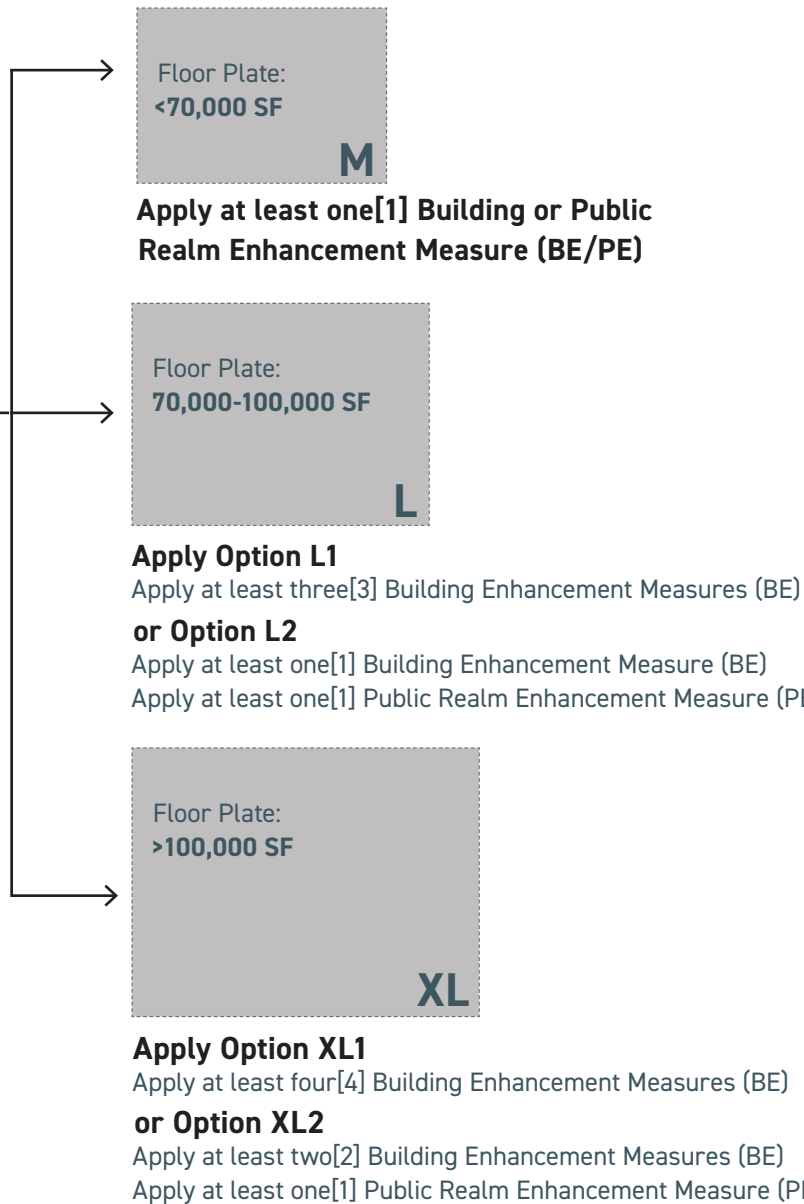 Floor Plate:
<70,000 SF
M
Apply at least one[1] Building or Public
Realm Enhancement Measure (BE/PE)
Floor Plate:
70,000-100,000 SF
L
Apply Option L1
Apply at least three[3] Building Enhancement Measures (BE)
or Option L2
Apply at least one[1] Building Enhancement Measure (BE)
Apply at least one[1] Public Realm Enhancement Measure (PE
Floor Plate:
>100,000 SF
XL
Apply Option XL1
Apply at least four[4] Building Enhancement Measures (BE)
or Option XL2
Apply at least two[2] Building Enhancement Measures (BE)
Apply at least one[1] Public Realm Enhancement Measure (PE